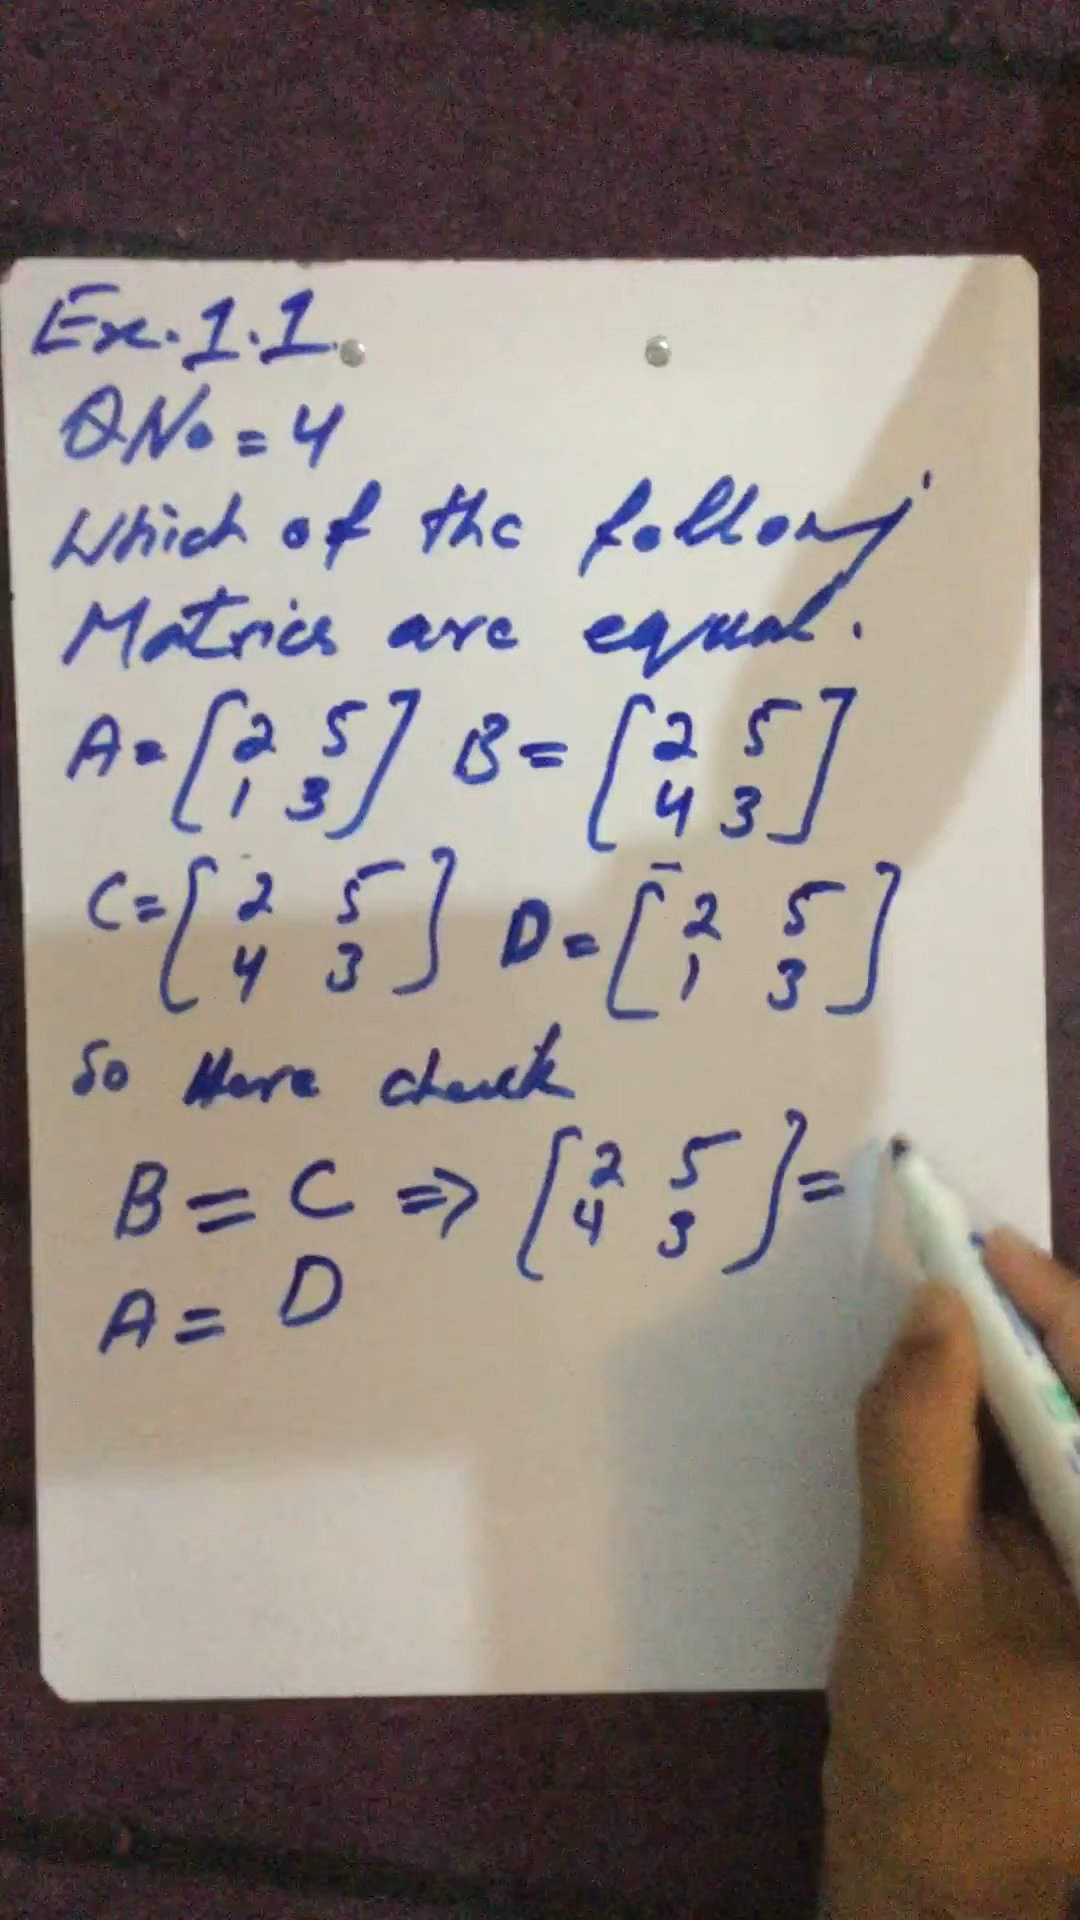 Ex. 1.1.
Q No = 4
Which of the following
Matrics are equal.
A = [2 5] B = [2 5]
1 3 4 3
C = [2 5] D = [2 5]
4 3 1 3
So Here check
B = C => [2 5] =
4 3
A = D